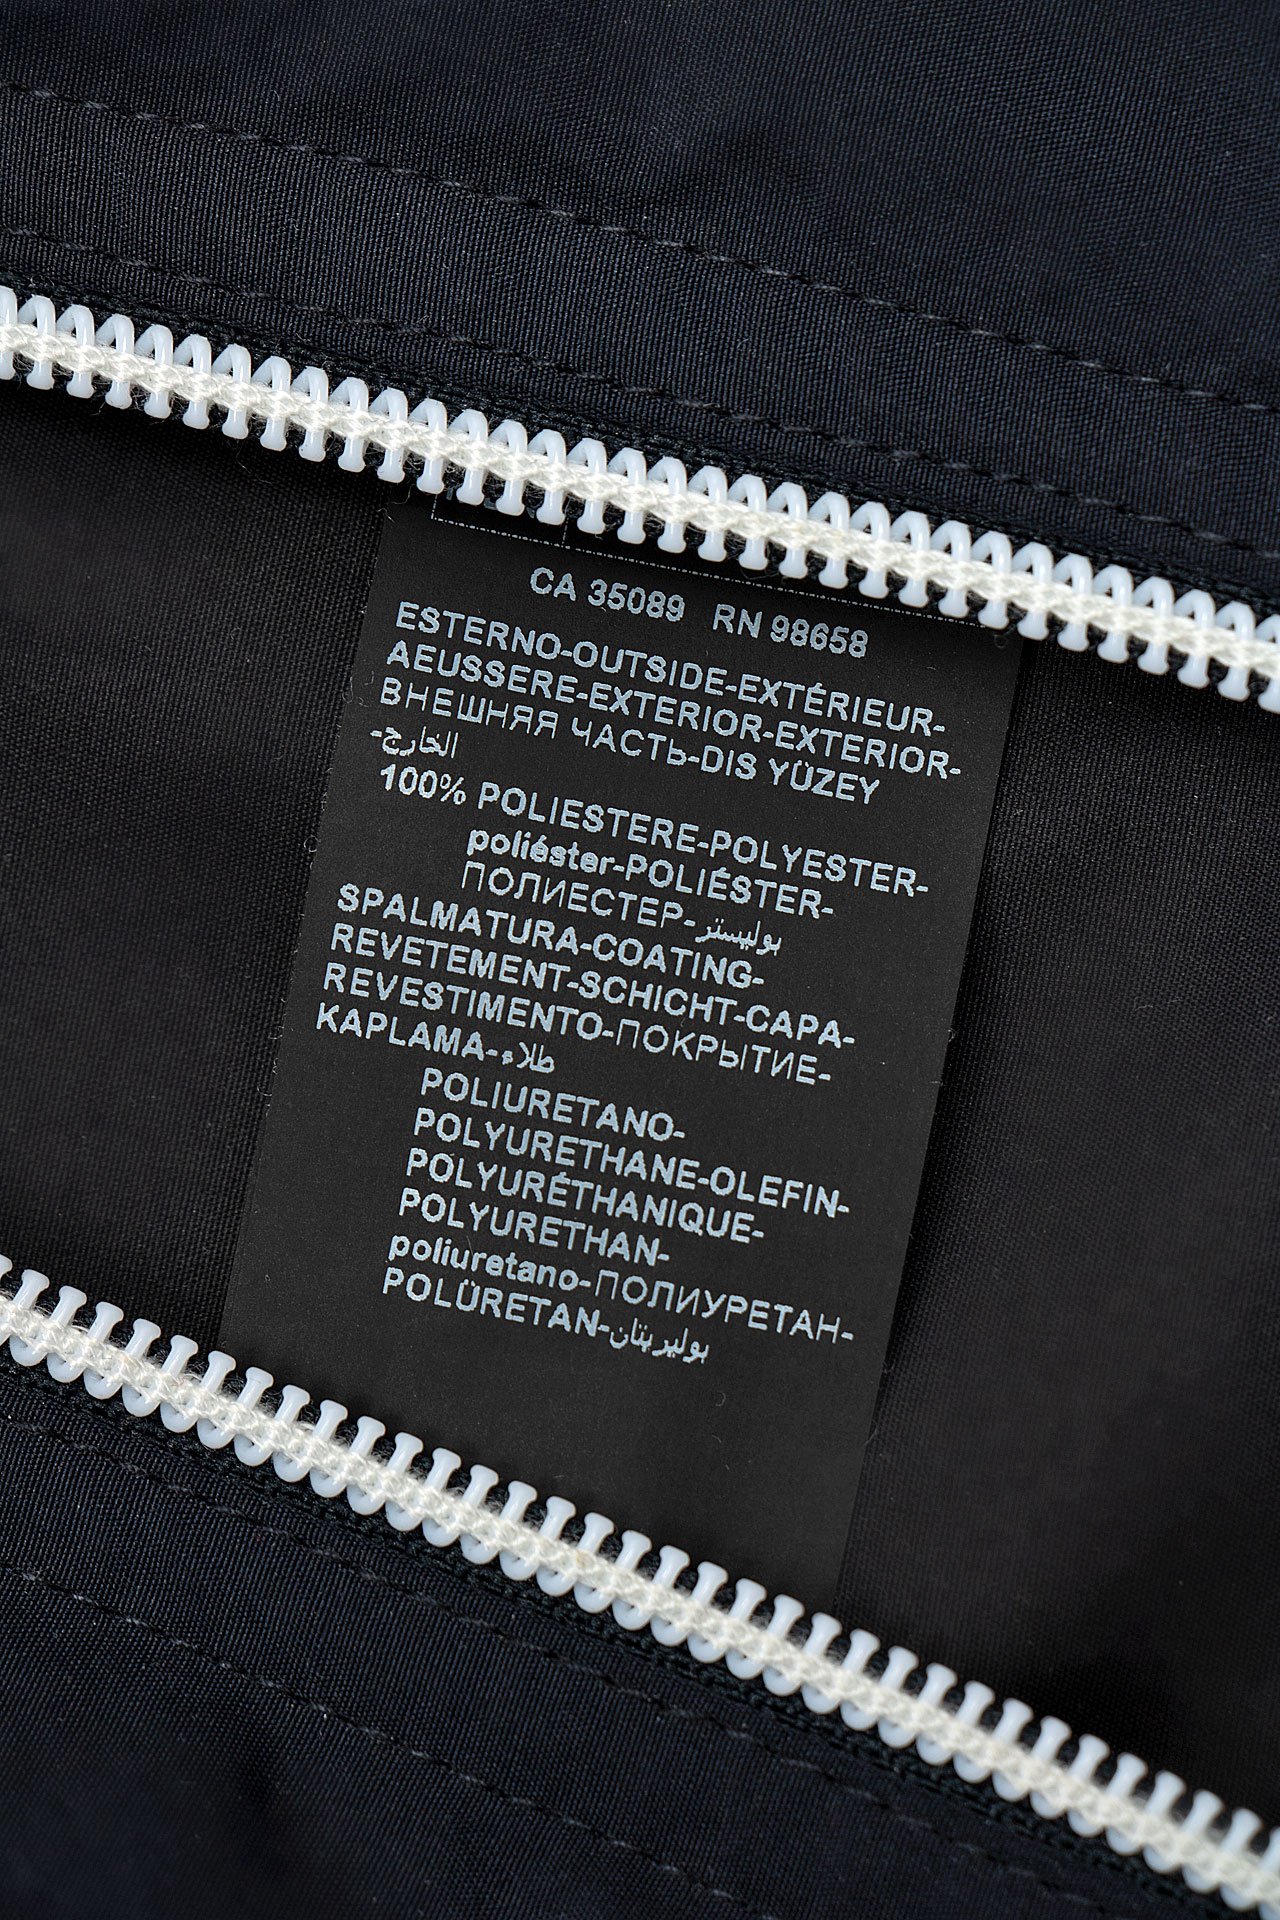 CA 35089 RN 98658
ESTERNO-OUTSIDE-EXTÉRIEUR-
AEUSSERE-EXTERIOR-EXTERIOR-
ВНЕШНЯЯ ЧАСТЬ-DIS YÜZEY
الخارج-
100% POLIESTERE-POLYESTER-
poliéster-POLIÉSTER-
ПОЛИЕСТЕР-بوليستر
SPALMATURA-COATING-
REVETEMENT-SCHICHT-CAPA-
REVESTIMENTO-ПОКРЫТИЕ-
KAPLAMA-طلاء
POLIURETANO-
POLYURETHANE-OLEFIN-
POLYURÉTHANIQUE-
POLYURETHAN-
poliuretano-ПОЛИУРЕТАН-
POLÜRETAN-بوليريتان